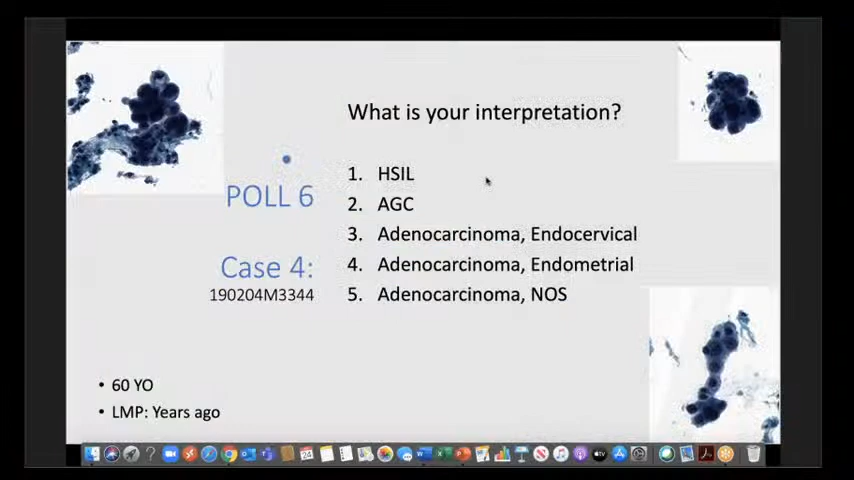 What is your interpretation?
POLL 6
Case 4:
190204M3344
1. HSIL
2. AGC
3. Adenocarcinoma, Endocervical
4. Adenocarcinoma, Endometrial
5. Adenocarcinoma, NOS
• 60 YO
• LMP: Years ago